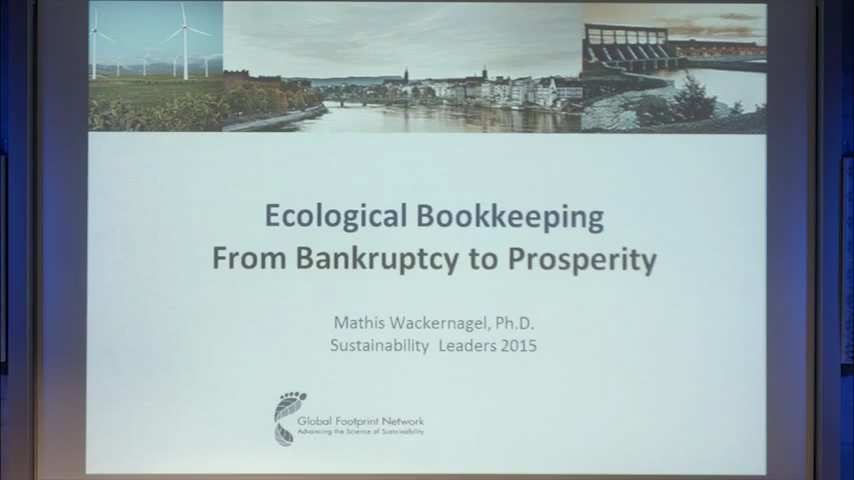 Ecological Bookkeeping
From Bankruptcy to Prosperity
Mathis Wackernagel, Ph.D.
Sustainability Leaders 2015
Global Footprint Network
Advancing the Science of Sustainability